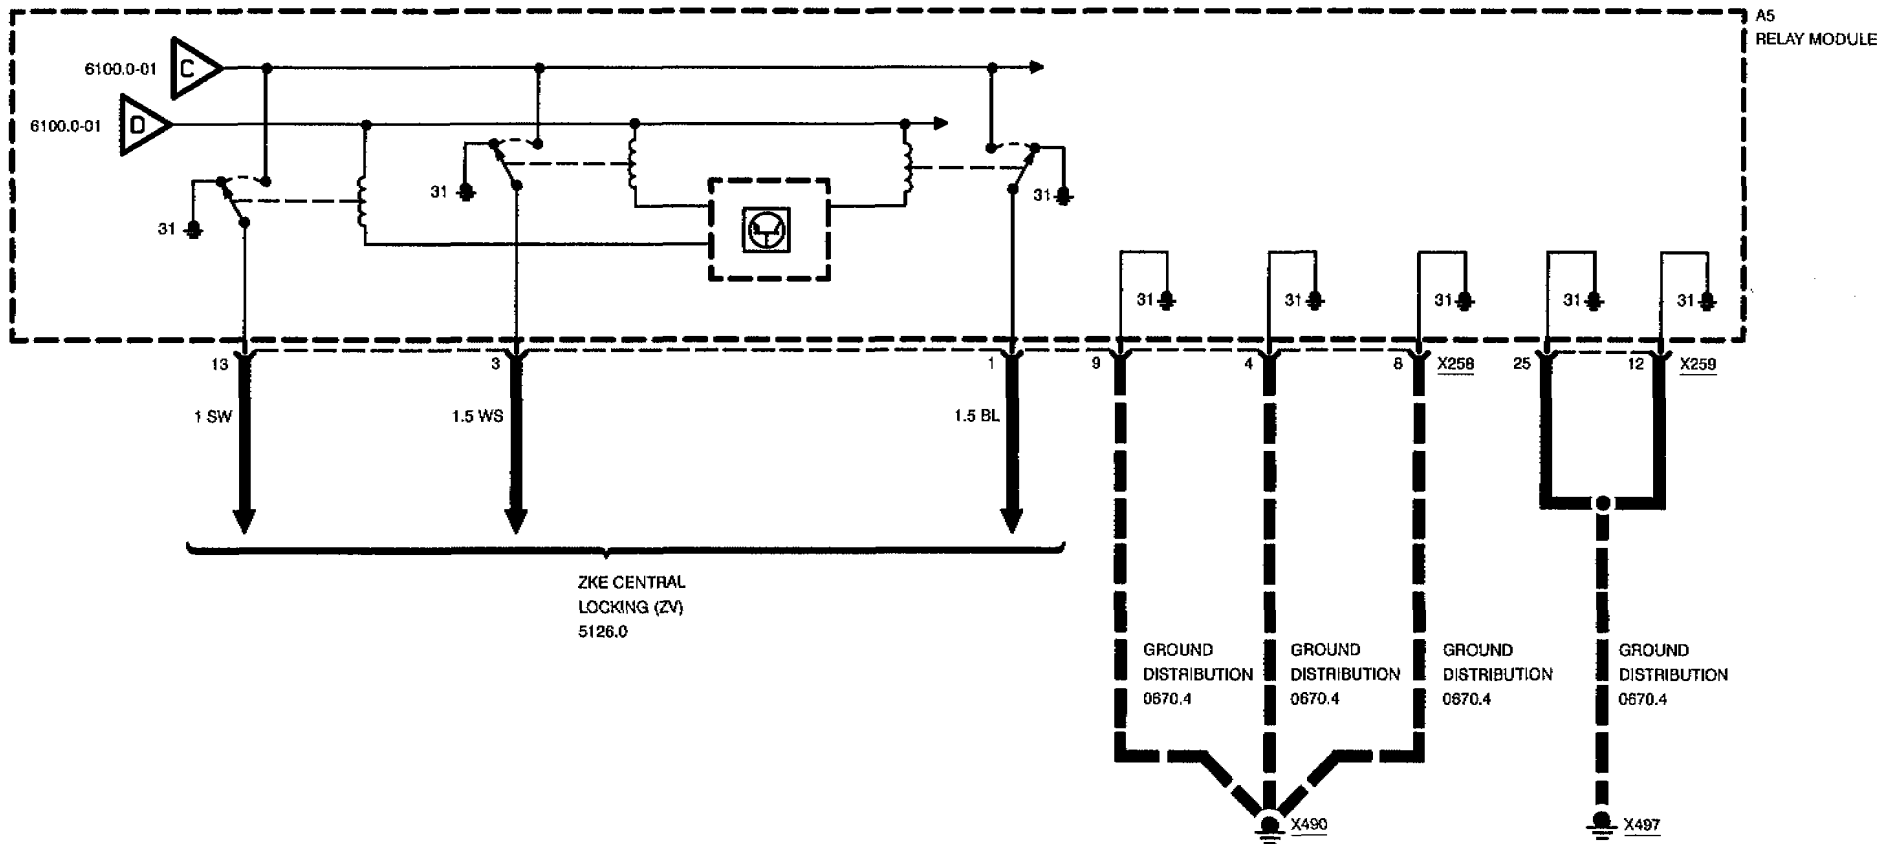 A5
RELAY MODULE
6100.0-01
C
6100.0-01
D
31
31
31
31
31
31
31
31
13
3
1
9
4
8
X258
25
12
X259
1 SW
1.5 WS
1.5 BL
ZKE CENTRAL
LOCKING (ZV)
5126.0
GROUND
DISTRIBUTION
0670.4
GROUND
DISTRIBUTION
0670.4
GROUND
DISTRIBUTION
0670.4
GROUND
DISTRIBUTION
0670.4
X490
X497